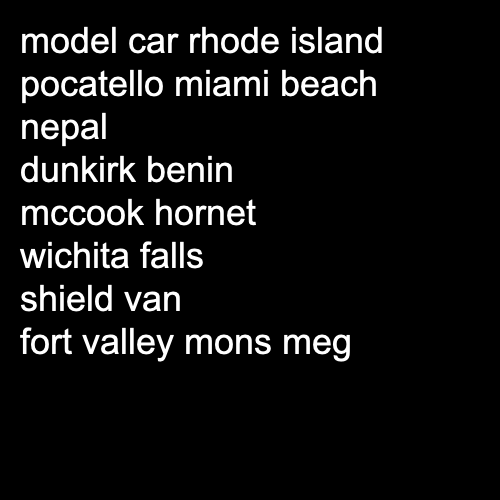 model car rhode island
pocatello miami beach
nepal
dunkirk benin
mccook hornet
wichita falls
shield van
fort valley mons meg